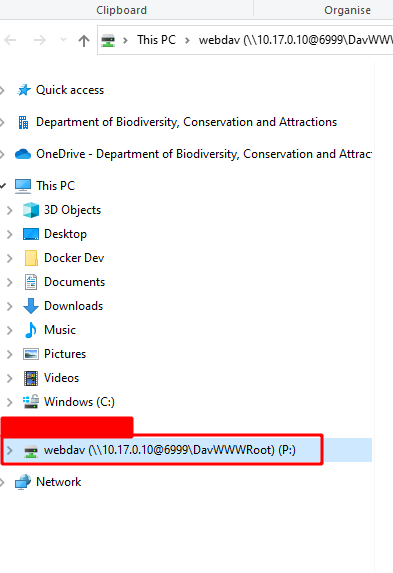 Clipboard
Organise
This PC > webdav (\\10.17.0.10@6999\DavWW
Quick access
Department of Biodiversity, Conservation and Attractions
OneDrive - Department of Biodiversity, Conservation and Attract
This PC
3D Objects
Desktop
Docker Dev
Documents
Downloads
Music
Pictures
Videos
Windows (C:)
webdav (\\10.17.0.10@6999\DavWWWRoot) (P:)
Network